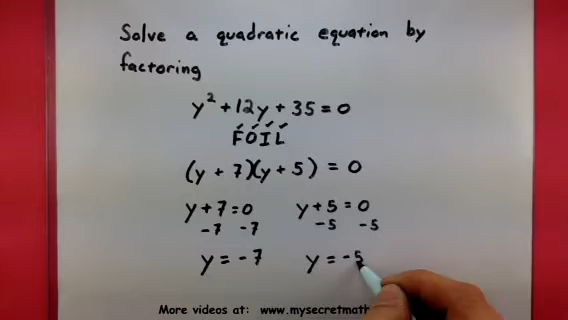 Solve a quadratic equation by
factoring
y² + 12y + 35 = 0
FOIL
(y + 7)(y + 5) = 0
y + 7 = 0 y + 5 = 0
-7 -7 -5 -5
y = -7 y = -5
More videos at: www.mysecretmath